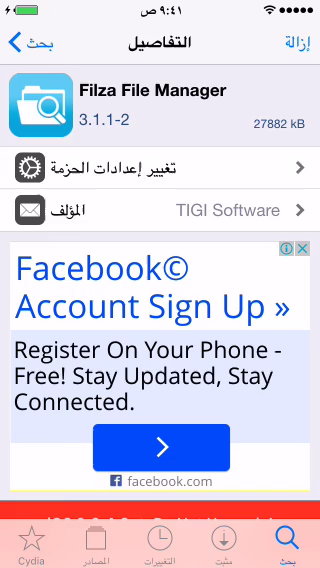 ٩:٤١ ص
إزالة
التفاصيل
بحث
Filza File Manager
3.1.1-2
27882 kB
تغيير إعدادات الحزمة
المؤلف
TIGI Software
Facebook©
Account Sign Up »
Register On Your Phone -
Free! Stay Updated, Stay
Connected.
facebook.com
Cydia
المصادر
التغييرات
مثبت
بحث